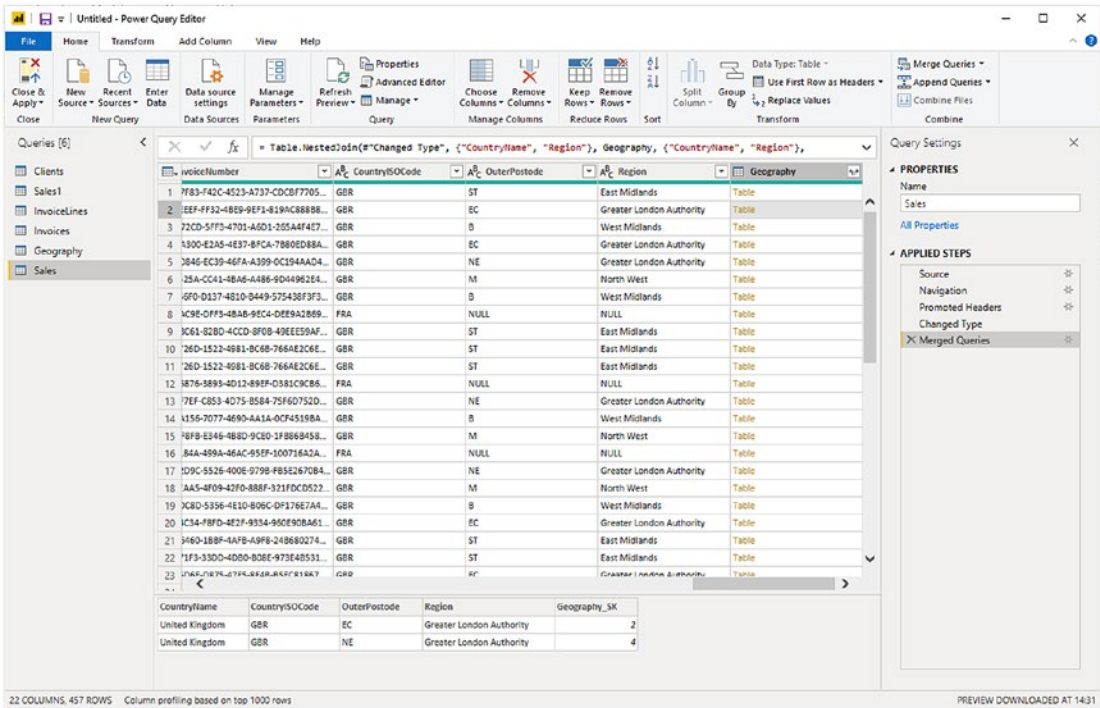 Untitled - Power Query Editor
File Home Transform Add Column View Help
Close & Apply
New Source
Recent Sources
Enter Data
Data source settings
Manage Parameters
Refresh Preview
Properties
Advanced Editor
Manage
Choose Columns
Remove Columns
Keep Rows
Remove Rows
Split Column
Group By
Data Type: Table
Use First Row as Headers
Replace Values
Merge Queries
Append Queries
Combine Files
Close New Query Data Sources Parameters Query Manage Columns Reduce Rows Sort Transform Combine
Queries [6]
Clients
Sales1
InvoiceLines
Invoices
Geography
Sales
= Table.NestedJoin(#"Changed Type", {"CountryName", "Region"}, Geography, {"CountryName", "Region"},
voiceNumber CountryISOCode OuterPostode Region Geography
1 GBR ST East Midlands Table
2 GBR EC Greater London Authority Table
3 GBR B West Midlands Table
4 GBR EC Greater London Authority Table
5 GBR NE Greater London Authority Table
6 GBR M North West Table
7 GBR B West Midlands Table
8 FRA NULL NULL Table
9 GBR ST East Midlands Table
10 GBR ST East Midlands Table
11 GBR ST East Midlands Table
12 FRA NULL NULL Table
13 GBR NE Greater London Authority Table
14 GBR B West Midlands Table
15 GBR M North West Table
16 FRA NULL NULL Table
17 GBR NE Greater London Authority Table
18 GBR M North West Table
19 GBR B West Midlands Table
20 GBR EC Greater London Authority Table
21 GBR ST East Midlands Table
22 GBR ST East Midlands Table
23 GBR EC Greater London Authority Table
CountryName CountryISOCode OuterPostode Region Geography_SK
United Kingdom GBR EC Greater London Authority 2
United Kingdom GBR NE Greater London Authority 4
Query Settings
PROPERTIES
Name
Sales
All Properties
APPLIED STEPS
Source
Navigation
Promoted Headers
Changed Type
Merged Queries
22 COLUMNS, 457 ROWS Column profiling based on top 1000 rows
PREVIEW DOWNLOADED AT 14:31